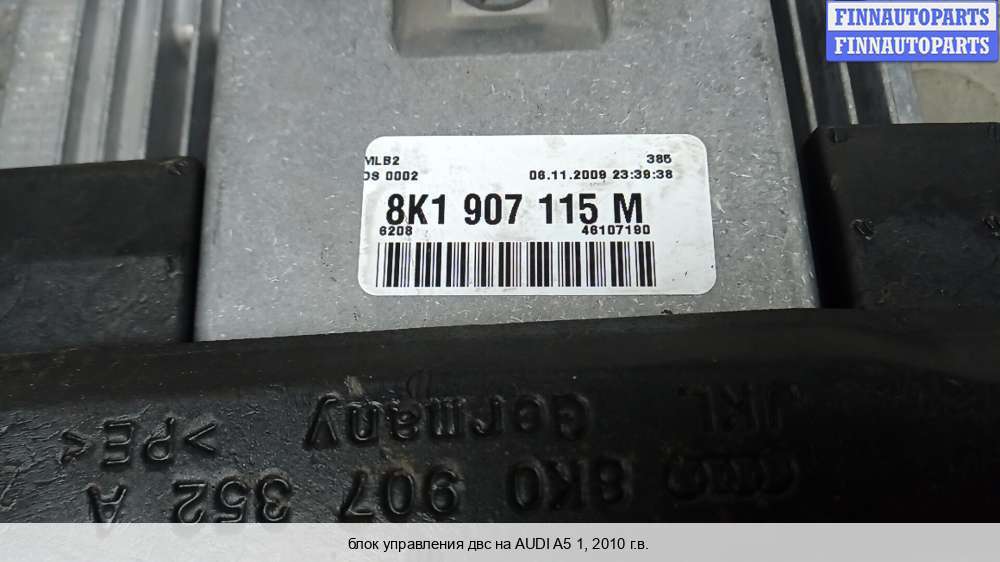 FINNAUTOPARTS
FINNAUTOPARTS
MLB2 385
DS 0002 06.11.2009 23:39:38
8K1 907 115 M
6208 46107190
Germany JKL
>PE< 8K0 907 352 A
блок управления двс на AUDI A5 1, 2010 г.в.